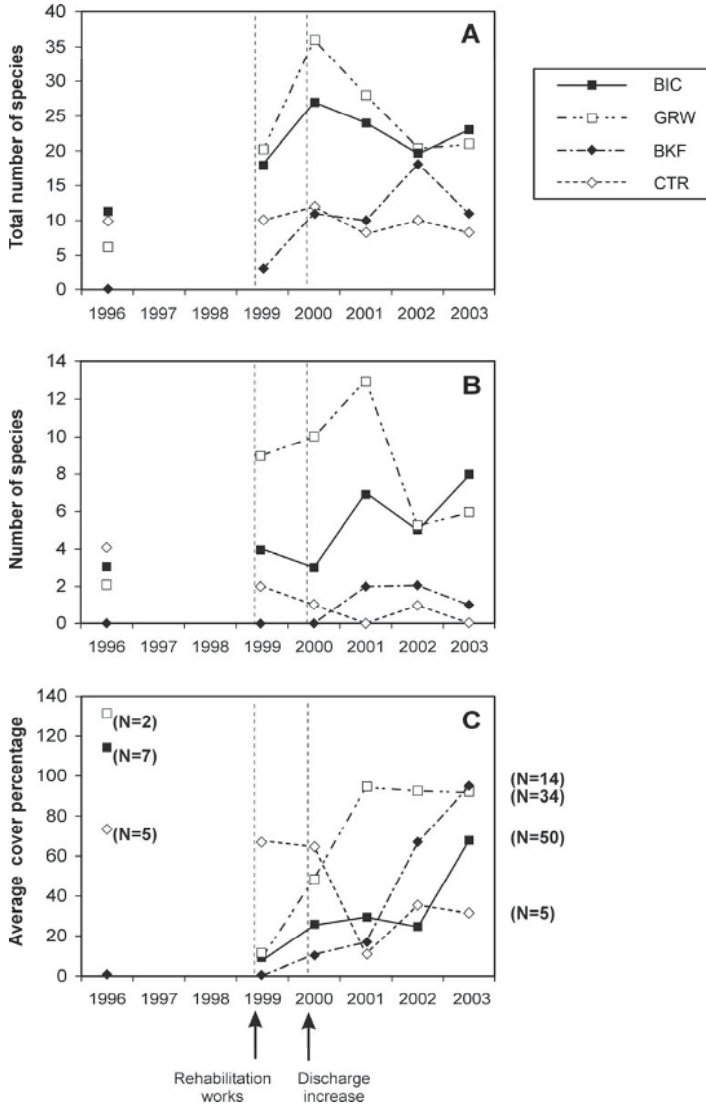 40
35
30
25
20
15
10
5
0
Total number of species
A
1996 1997 1998 1999 2000 2001 2002 2003
BIC
GRW
BKF
CTR
14
12
10
8
6
4
2
0
Number of species
B
1996 1997 1998 1999 2000 2001 2002 2003
140
120
100
80
60
40
20
0
Average cover percentage
C
(N=2)
(N=7)
(N=5)
(N=14)
(N=34)
(N=50)
(N=5)
1996 1997 1998 1999 2000 2001 2002 2003
Rehabilitation works
Discharge increase